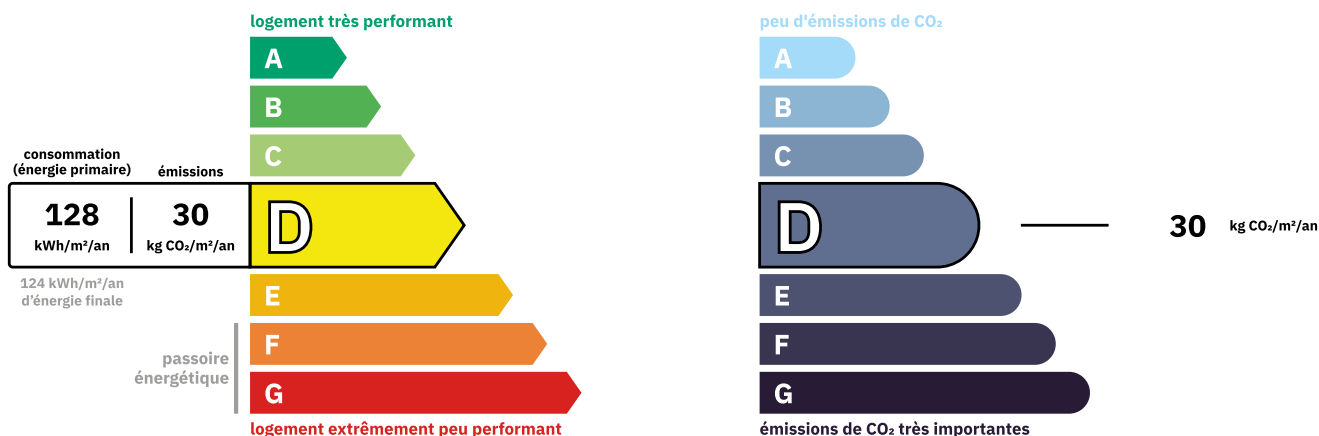 logement très performant
A
B
C
consommation
(énergie primaire)
émissions
128
kWh/m²/an
30
kg CO₂/m²/an
D
124 kWh/m²/an
d'énergie finale
E
F
passoire
énergétique
G
logement extrêmement peu performant
peu d'émissions de CO₂
A
B
C
D
30 kg CO₂/m²/an
E
F
G
émissions de CO₂ très importantes